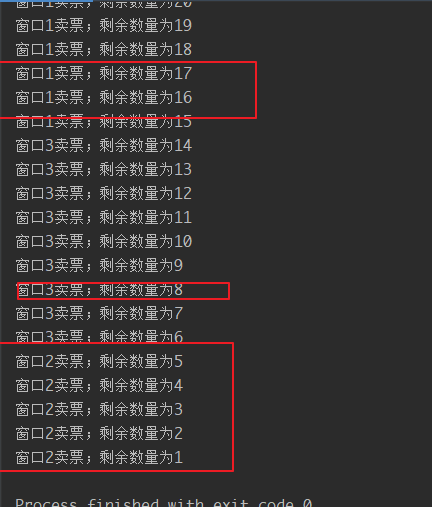 窗口1卖票；剩余数量为20
窗口1卖票；剩余数量为19
窗口1卖票；剩余数量为18
窗口1卖票；剩余数量为17
窗口1卖票；剩余数量为16
窗口1卖票；剩余数量为15
窗口3卖票；剩余数量为14
窗口3卖票；剩余数量为13
窗口3卖票；剩余数量为12
窗口3卖票；剩余数量为11
窗口3卖票；剩余数量为10
窗口3卖票；剩余数量为9
窗口3卖票；剩余数量为8
窗口3卖票；剩余数量为7
窗口3卖票；剩余数量为6
窗口2卖票；剩余数量为5
窗口2卖票；剩余数量为4
窗口2卖票；剩余数量为3
窗口2卖票；剩余数量为2
窗口2卖票；剩余数量为1
Process finished with exit code 0